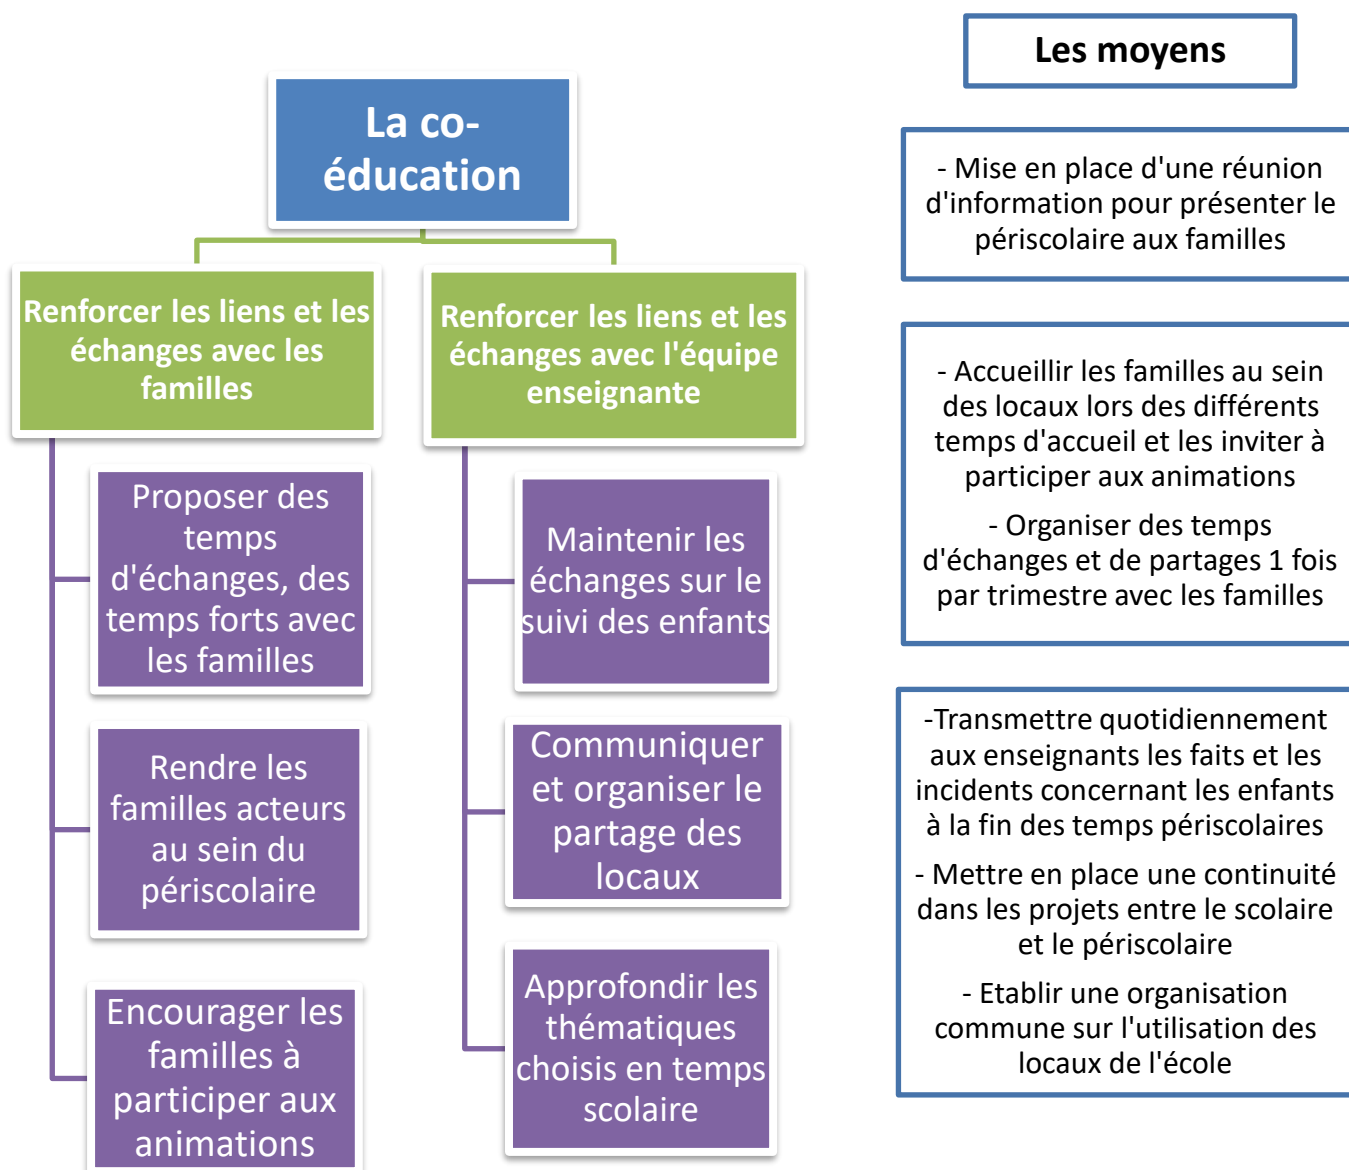 La co-
éducation
Renforcer les liens et les
échanges avec les
familles
Proposer des
temps
d'échanges, des
temps forts avec
les familles
Rendre les
familles acteurs
au sein du
périscolaire
Encourager les
familles à
participer aux
animations
Renforcer les liens et les
échanges avec l'équipe
enseignante
Maintenir les
échanges sur le
suivi des enfants
Communiquer
et organiser le
partage des
locaux
Approfondir les
thématiques
choisis en temps
scolaire
Les moyens
- Mise en place d'une réunion
d'information pour présenter le
périscolaire aux familles
- Accueillir les familles au sein
des locaux lors des différents
temps d'accueil et les inviter à
participer aux animations
- Organiser des temps
d'échanges et de partages 1 fois
par trimestre avec les familles
-Transmettre quotidiennement
aux enseignants les faits et les
incidents concernant les enfants
à la fin des temps périscolaires
- Mettre en place une continuité
dans les projets entre le scolaire
et le périscolaire
- Etablir une organisation
commune sur l'utilisation des
locaux de l'école